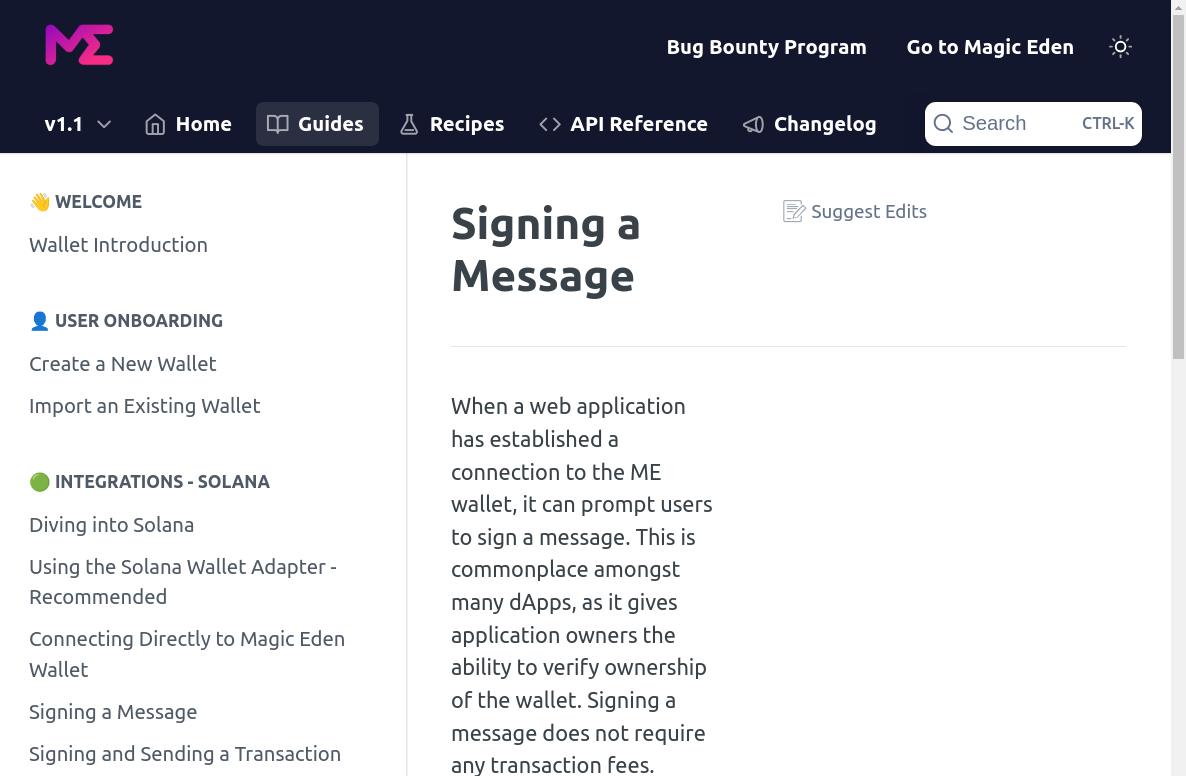 ME
Bug Bounty Program
Go to Magic Eden
v1.1
Home
Guides
Recipes
API Reference
Changelog
Search
CTRL-K
👋 WELCOME
Wallet Introduction
👤 USER ONBOARDING
Create a New Wallet
Import an Existing Wallet
🟢 INTEGRATIONS - SOLANA
Diving into Solana
Using the Solana Wallet Adapter -
Recommended
Connecting Directly to Magic Eden
Wallet
Signing a Message
Signing and Sending a Transaction
Signing a
Message
Suggest Edits
When a web application
has established a
connection to the ME
wallet, it can prompt users
to sign a message. This is
commonplace amongst
many dApps, as it gives
application owners the
ability to verify ownership
of the wallet. Signing a
message does not require
any transaction fees.